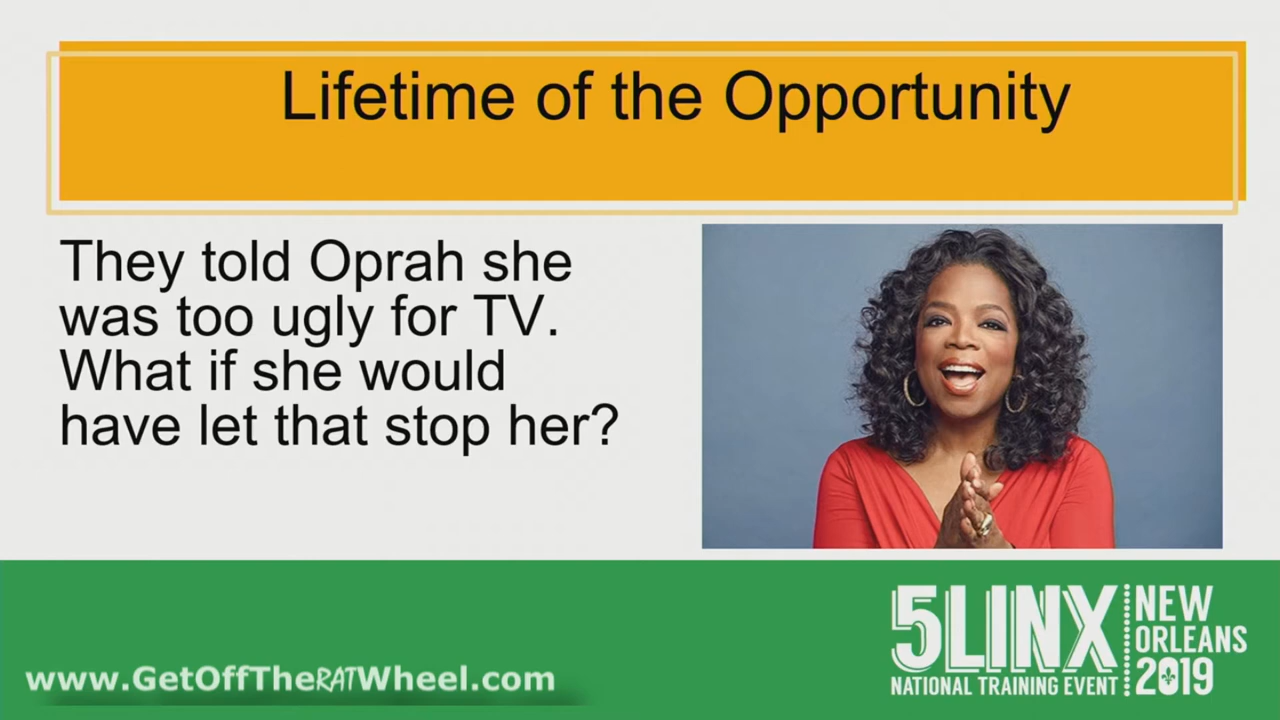 Lifetime of the Opportunity
They told Oprah she
was too ugly for TV.
What if she would
have let that stop her?
www.GetOffTheRATWheel.com
5LINX
NATIONAL TRAINING EVENT
NEW
ORLEANS
2019